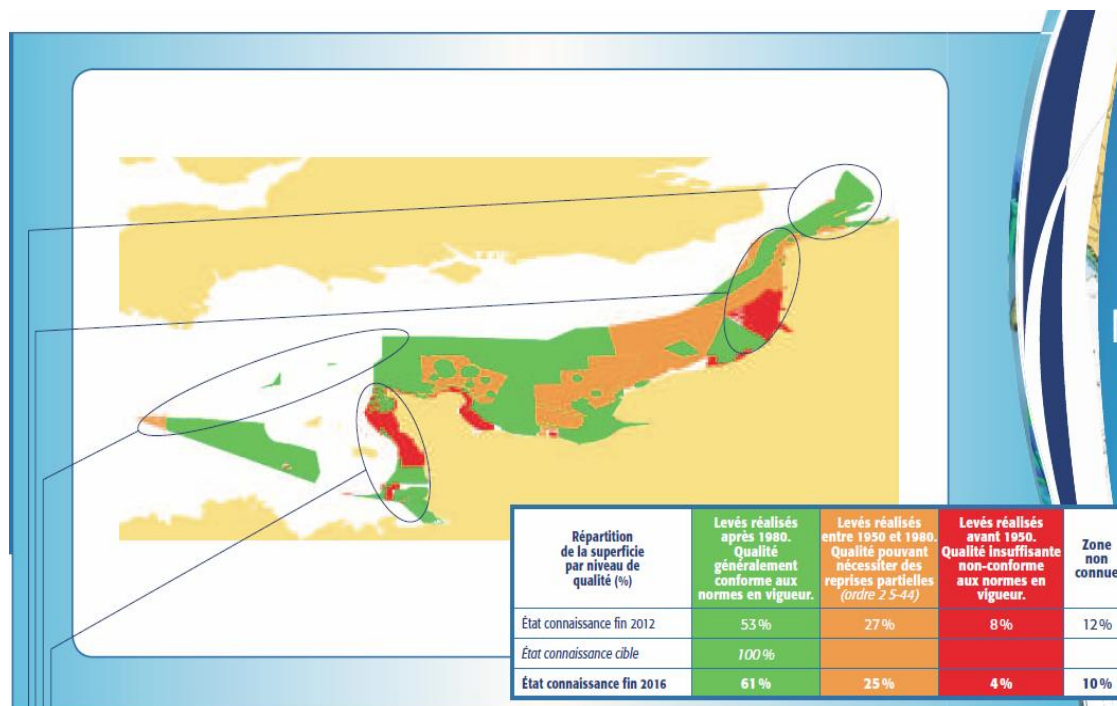 Répartition
de la superficie
par niveau de
qualité (%)
Levés réalisés
après 1980.
Qualité
généralement
conforme aux
normes en vigueur.
Levés réalisés
entre 1950 et 1980.
Qualité pouvant
nécessiter des
reprises partielles
(ordre 2 S-44)
Levés réalisés
avant 1950.
Qualité insuffisante
non-conforme
aux normes en
vigueur.
Zone
non
connue
État connaissance fin 2012 53 % 27 % 8 % 12 %
État connaissance cible 100 %
État connaissance fin 2016 61 % 25 % 4 % 10 %